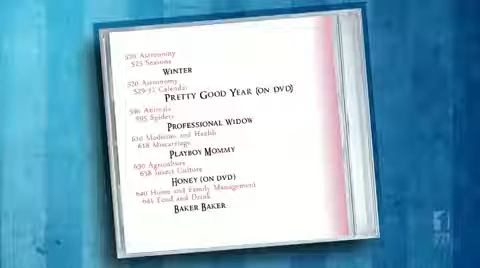 520 Astronomy
525 Seasons
WINTER
520 Astronomy
529.32 Calendar
PRETTY GOOD YEAR (ON DVD)
590 Animals
595 Spiders
PROFESSIONAL WIDOW
610 Medicine and Health
618 Miscarriage
PLAYBOY MOMMY
630 Agriculture
638 Insect Culture
HONEY (ON DVD)
640 Home and Family Management
641 Food and Drink
BAKER BAKER